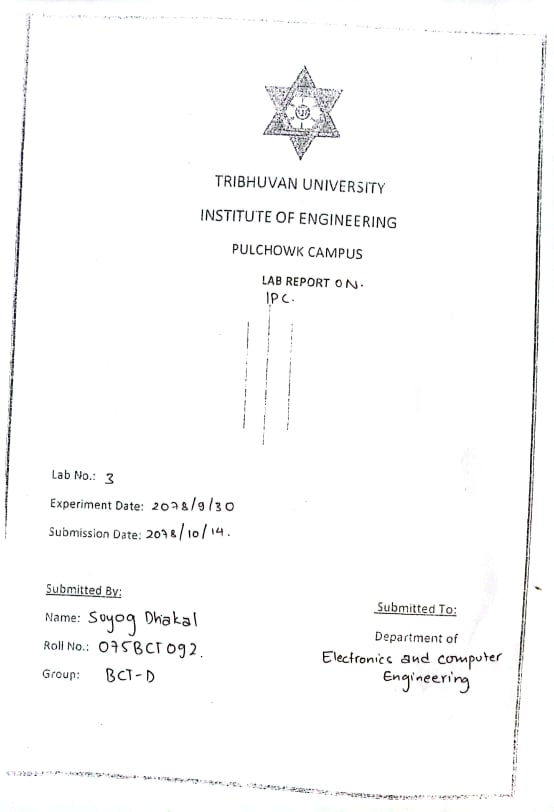 TRIBHUVAN UNIVERSITY
INSTITUTE OF ENGINEERING
PULCHOWK CAMPUS
LAB REPORT ON.
IPC.
Lab No.: 3
Experiment Date: 2078/9/30
Submission Date: 2078/10/14.
Submitted By:
Name: Suyog Dhakal
Roll No.: 075BCT092.
Group: BCT-D
Submitted To:
Department of
Electronics and computer
Engineering